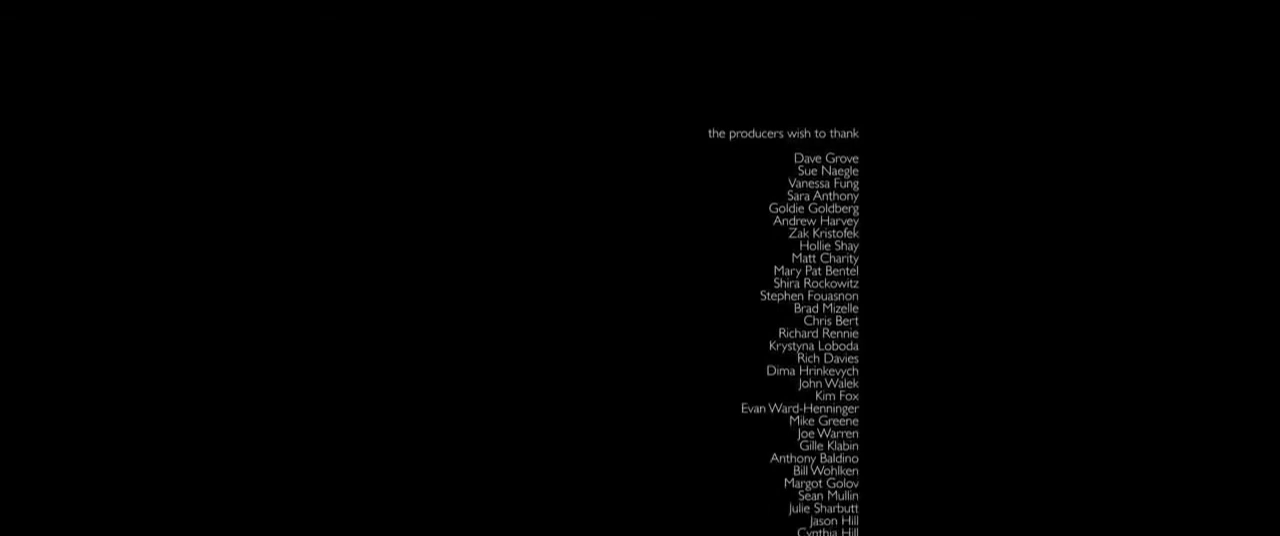 the producers wish to thank
Dave Grove
Sue Naegle
Vanessa Fung
Sara Anthony
Goldie Goldberg
Andrew Harvey
Zak Kristofek
Hollie Shay
Matt Charity
Mary Pat Bentel
Shira Rockowitz
Stephen Fouasnon
Brad Mizelle
Chris Bert
Richard Rennie
Krystyna Loboda
Rich Davies
Dima Hrinkevych
John Walek
Kim Fox
Evan Ward-Henninger
Mike Greene
Joe Warren
Gille Klabin
Anthony Baldino
Bill Wohlken
Margot Golov
Sean Mullin
Julie Sharbutt
Jason Hill
Cynthia Hill